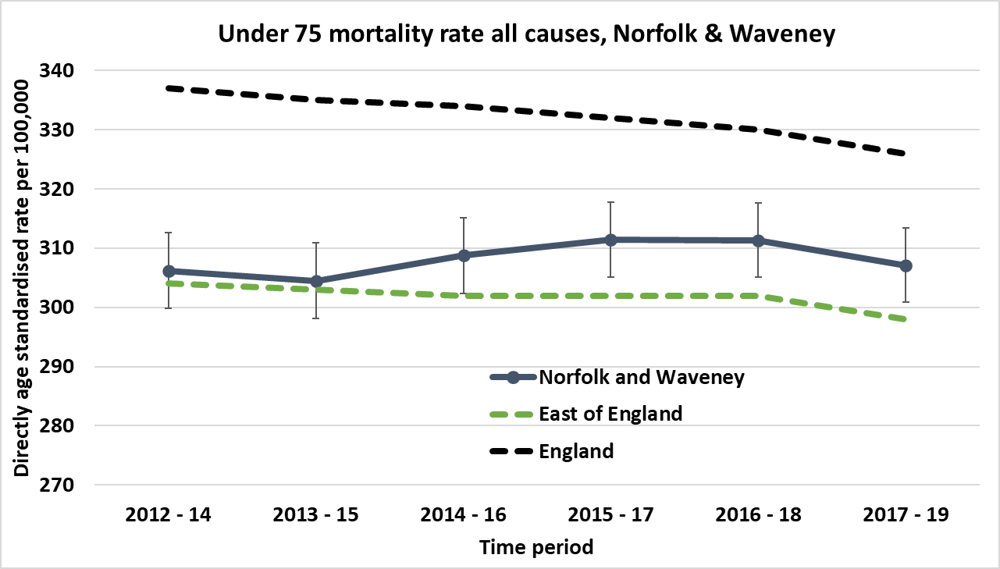 Under 75 mortality rate all causes, Norfolk & Waveney
Directly age standardised rate per 100,000
340
330
320
310
300
290
280
270
Norfolk and Waveney
East of England
England
2012 - 14 2013 - 15 2014 - 16 2015 - 17 2016 - 18 2017 - 19
Time period